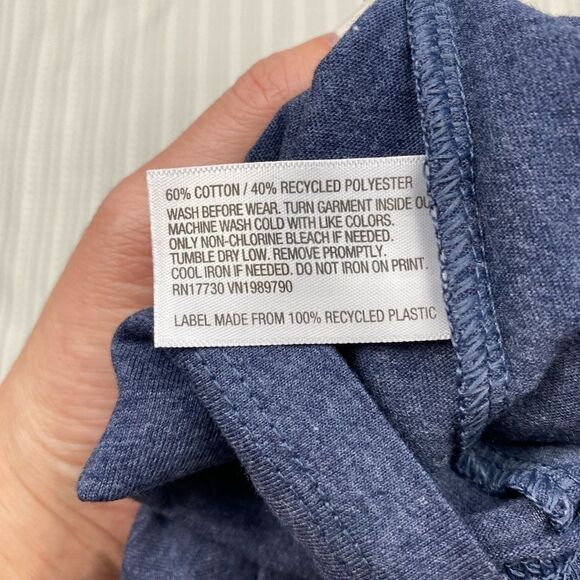 60% COTTON / 40% RECYCLED POLYESTER
WASH BEFORE WEAR. TURN GARMENT INSIDE OU
MACHINE WASH COLD WITH LIKE COLORS.
ONLY NON-CHLORINE BLEACH IF NEEDED.
TUMBLE DRY LOW. REMOVE PROMPTLY.
COOL IRON IF NEEDED. DO NOT IRON ON PRINT.
RN17730 VN1989790
LABEL MADE FROM 100% RECYCLED PLASTIC